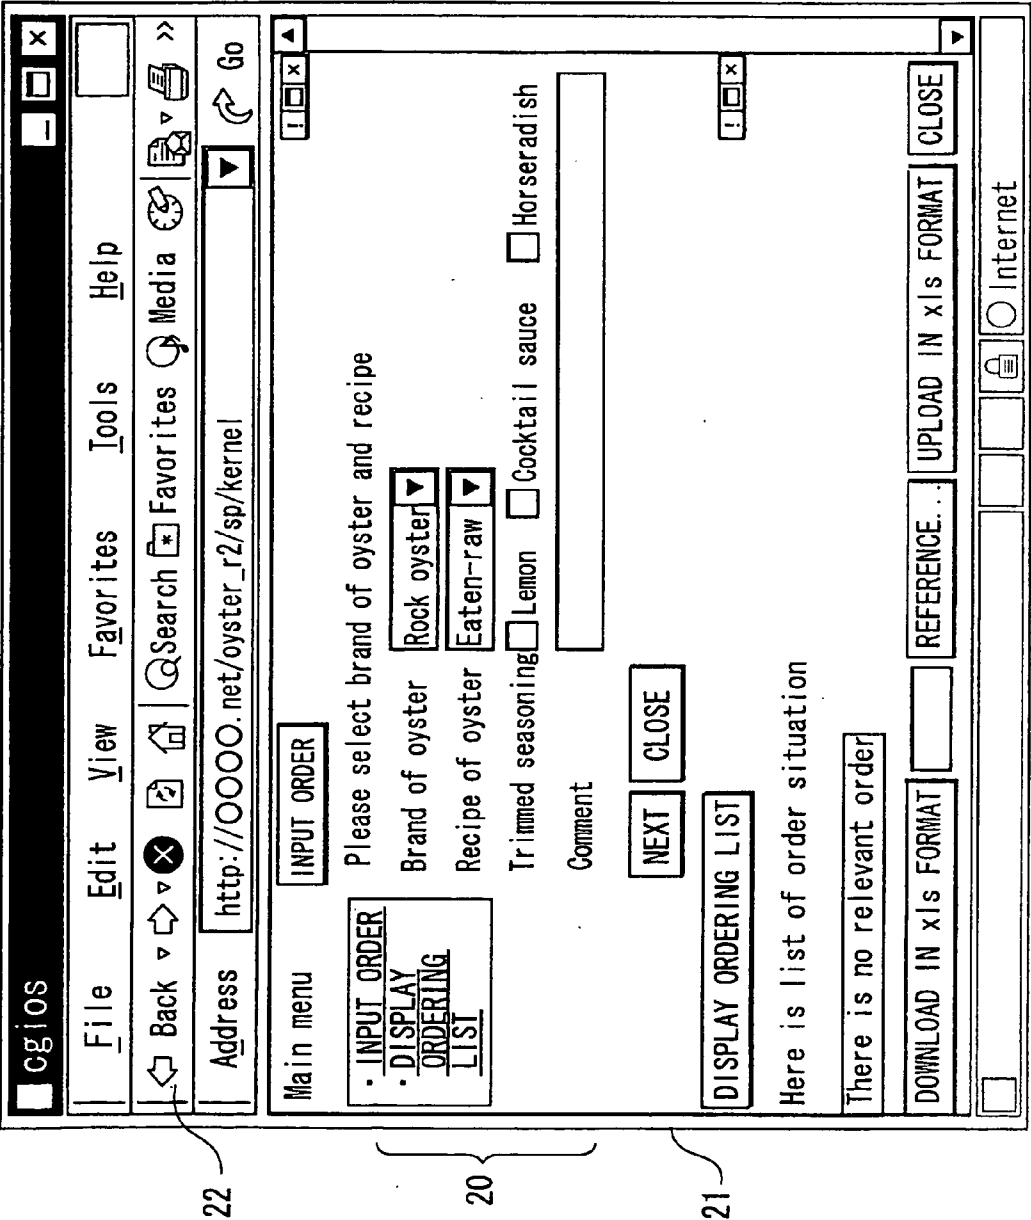 cgios
File Edit View Favorites Tools Help
Back Search Favorites Media »
Address http://OOOO.net/oyster_r2/sp/kernel Go
Main menu
INPUT ORDER
· INPUT ORDER
· DISPLAY
ORDERING
LIST
Please select brand of oyster and recipe
Brand of oyster Rock oyster
Recipe of oyster Eaten-raw
Trimmed seasoning Lemon Cocktail sauce Horseradish
Comment
NEXT CLOSE
DISPLAY ORDERING LIST
Here is list of order situation
There is no relevant order
DOWNLOAD IN xls FORMAT REFERENCE... UPLOAD IN xls FORMAT CLOSE
Internet
22
20
21